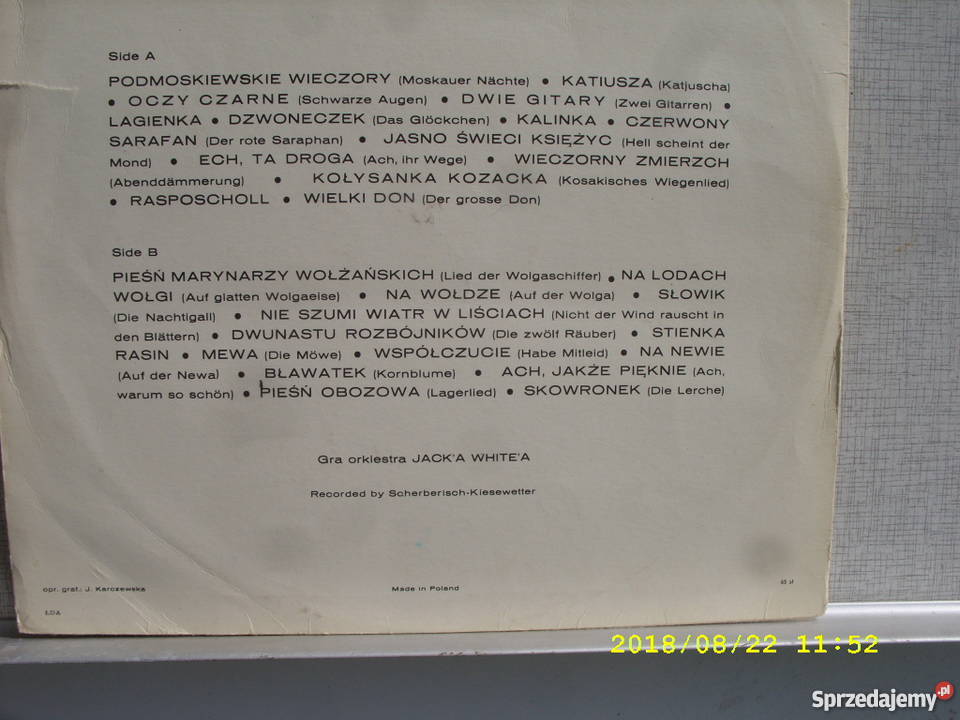 Side A
PODMOSKIEWSKIE WIECZORY (Moskauer Nächte) • KATIUSZA (Katjuscha)
• OCZY CZARNE (Schwarze Augen) • DWIE GITARY (Zwei Gitarren) •
LAGIENKA • DZWONECZEK (Das Glöckchen) • KALINKA • CZERWONY
SARAFAN (Der rote Saraphan) • JASNO ŚWIECI KSIĘŻYC (Hell scheint der
Mond) • ECH, TA DROGA (Ach, ihr Wege) • WIECZORNY ZMIERZCH
(Abenddämmerung) • KOŁYSANKA KOZACKA (Kosakisches Wiegenlied)
• RASPOSCHOLL • WIELKI DON (Der grosse Don)
Side B
PIEŚŃ MARYNARZY WOŁŻAŃSKICH (Lied der Wolgaschiffer) • NA LODACH
WOŁGI (Auf glatten Wolgaeise) • NA WOŁDZE (Auf der Wolga) • SŁOWIK
(Die Nachtigall) • NIE SZUMI WIATR W LIŚCIACH (Nicht der Wind rauscht in
den Blättern) • DWUNASTU ROZBÓJNIKÓW (Die zwölf Räuber) • STIENKA
RASIN • MEWA (Die Möwe) • WSPÓŁCZUCIE (Habe Mitleid) • NA NEWIE
(Auf der Newa) • BŁAWATEK (Kornblume) • ACH, JAKŻE PIĘKNIE (Ach,
warum so schön) • PIEŚŃ OBOZOWA (Lagerlied) • SKOWRONEK (Die Lerche)
Gra orkiestra JACK'A WHITE'A
Recorded by Scherberisch-Kiesewetter
opr. graf.: J. Karczewska
Made in Poland
65 zł
ŁDA
2018/08/22 11:52
Sprzedajemy.pl